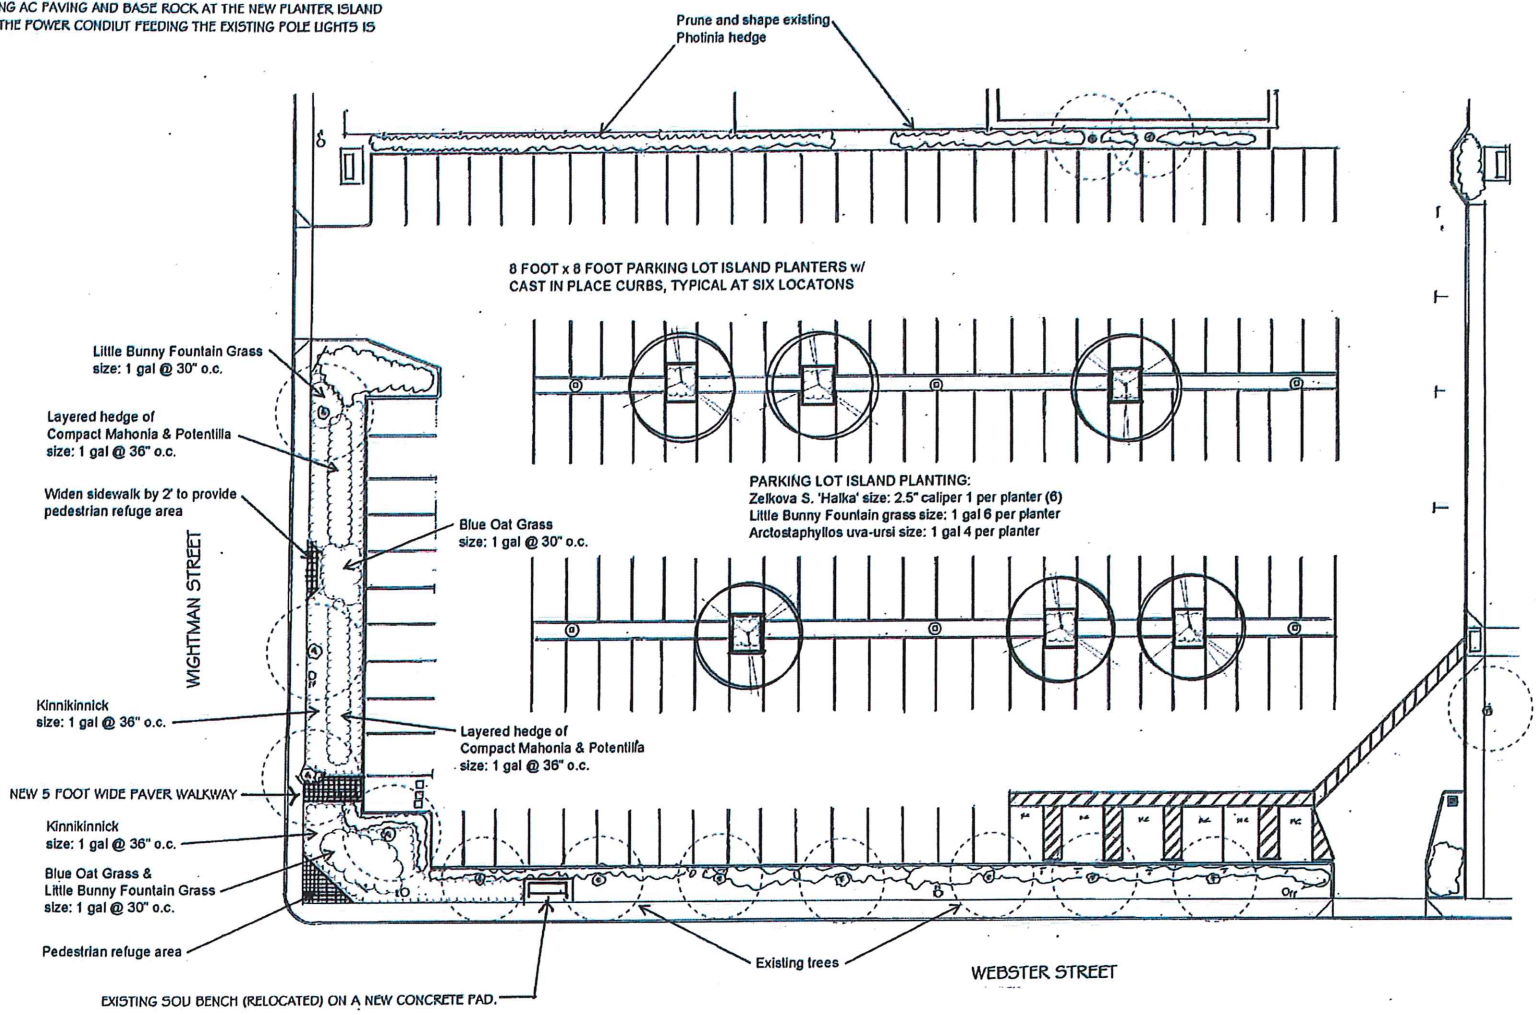 NG AC PAVING AND BASE ROCK AT THE NEW PLANTER ISLAND
THE POWER CONDIUT FEEDING THE EXISTING POLE LIGHTS IS
Prune and shape existing
Photinia hedge
8 FOOT x 8 FOOT PARKING LOT ISLAND PLANTERS w/
CAST IN PLACE CURBS, TYPICAL AT SIX LOCATONS
Little Bunny Fountain Grass
size: 1 gal @ 30" o.c.
Layered hedge of
Compact Mahonia & Potentilla
size: 1 gal @ 36" o.c.
Widen sidewalk by 2' to provide
pedestrian refuge area
PARKING LOT ISLAND PLANTING:
Zelkova S. 'Halka' size: 2.5" caliper 1 per planter (6)
Little Bunny Fountain grass size: 1 gal 6 per planter
Arctostaphyllos uva-ursi size: 1 gal 4 per planter
Blue Oat Grass
size: 1 gal @ 30" o.c.
WIGHTMAN STREET
Kinnikinnick
size: 1 gal @ 36" o.c.
Layered hedge of
Compact Mahonia & Potentilla
size: 1 gal @ 36" o.c.
NEW 5 FOOT WIDE PAVER WALKWAY
Kinnikinnick
size: 1 gal @ 36" o.c.
Blue Oat Grass &
Little Bunny Fountain Grass
size: 1 gal @ 30" o.c.
Pedestrian refuge area
Existing trees
WEBSTER STREET
EXISTING SOU BENCH (RELOCATED) ON A NEW CONCRETE PAD.